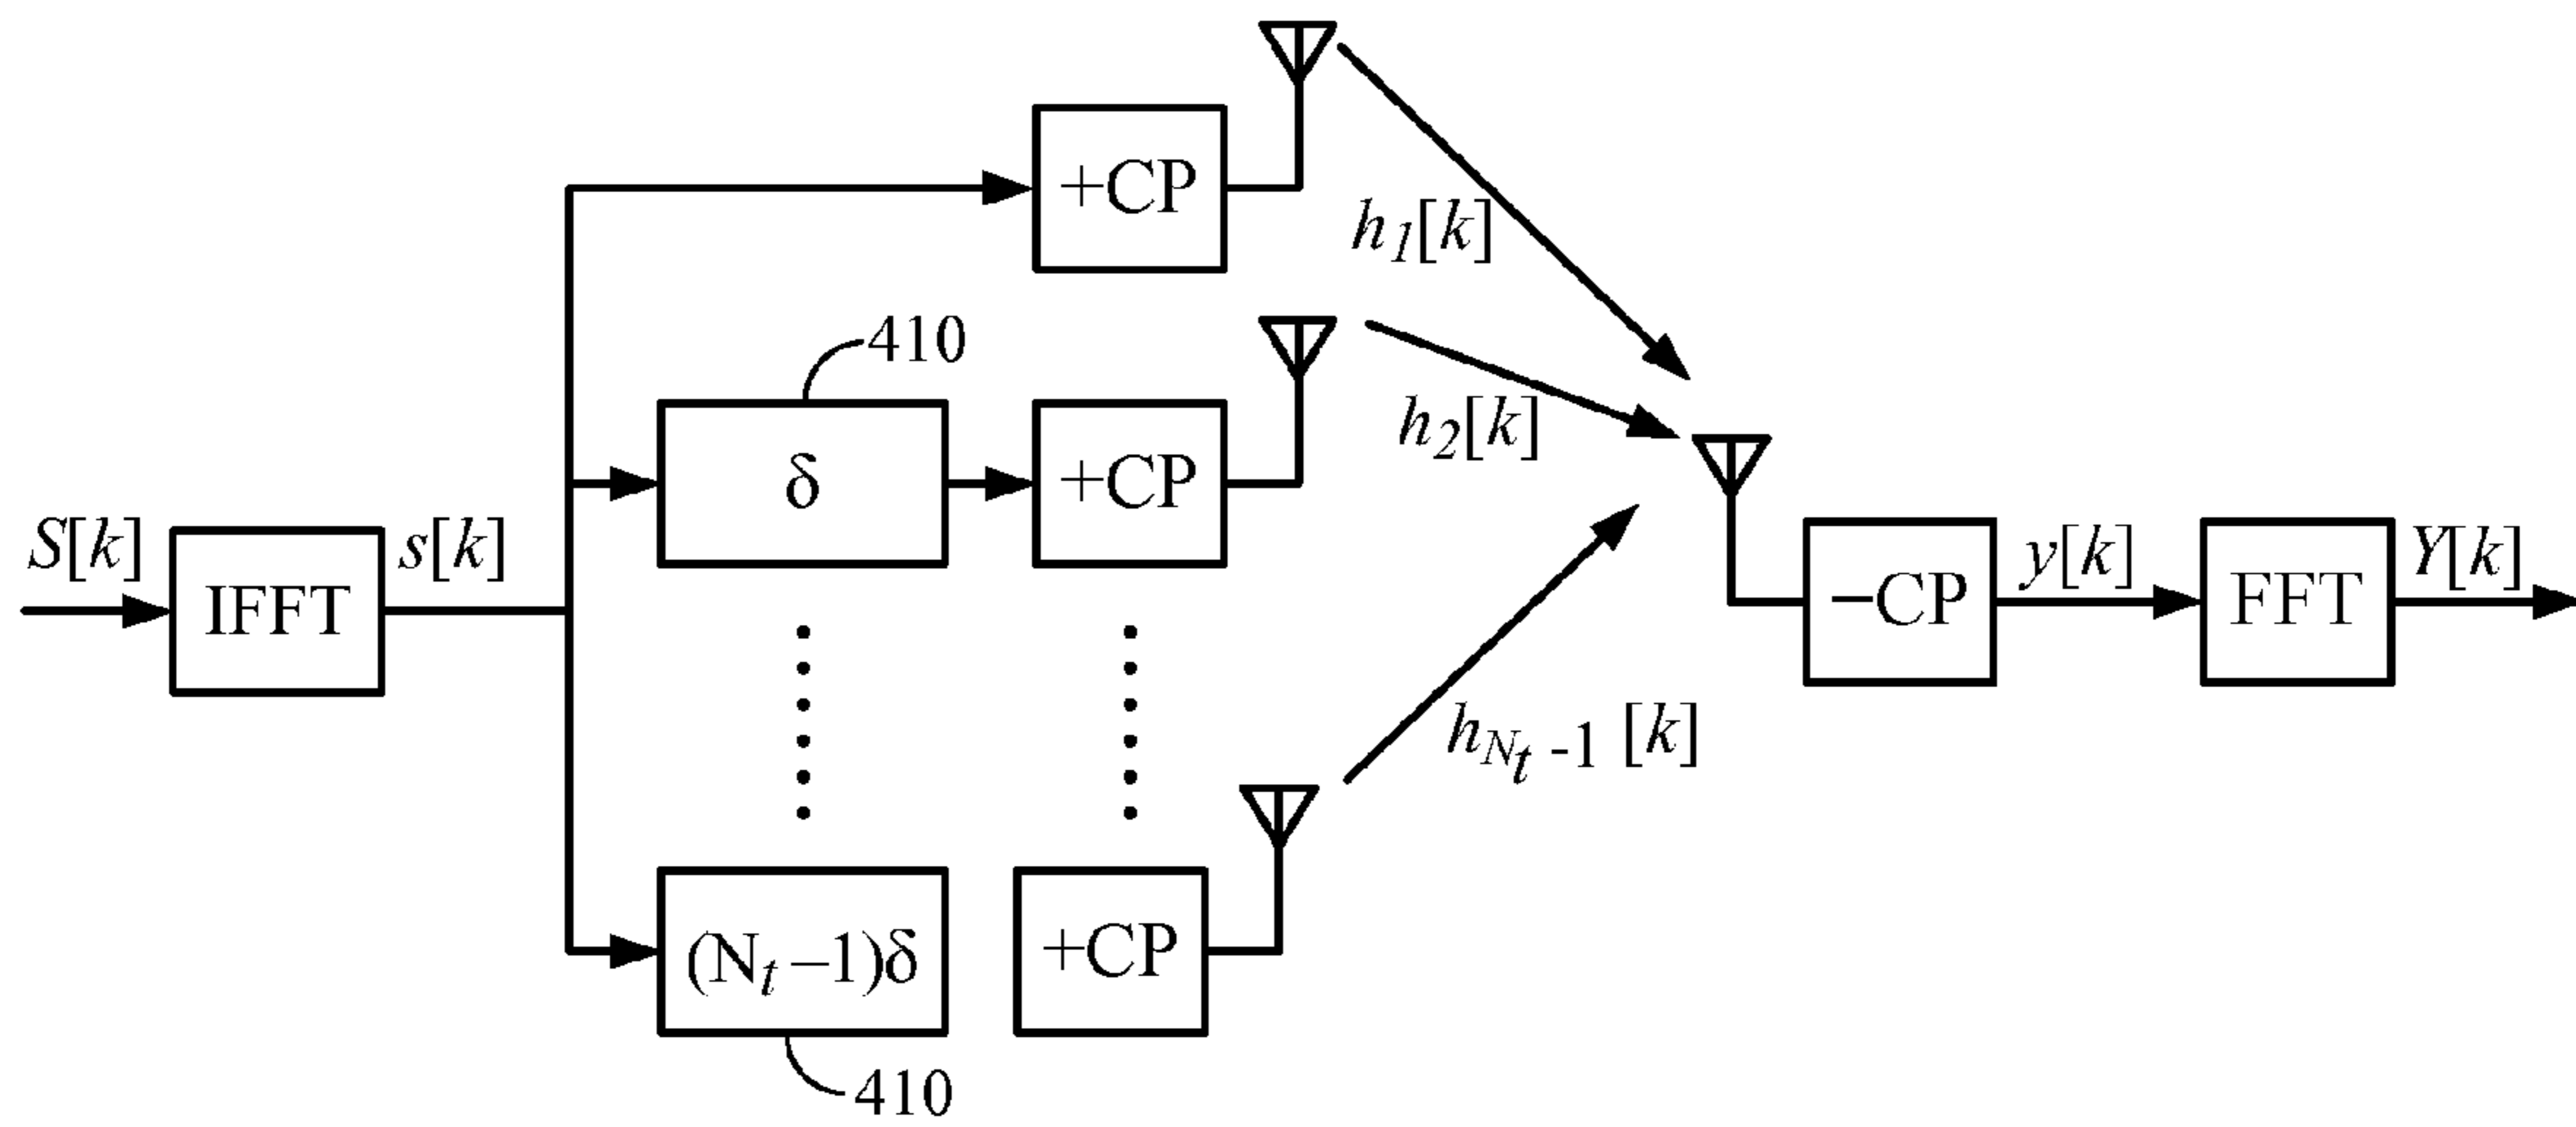 +CP
h1[k]
410
δ
+CP
h2[k]
S[k]
IFFT
s[k]
−CP
y[k]
FFT
Y[k]
hNt -1 [k]
(Nt −1)δ
+CP
410